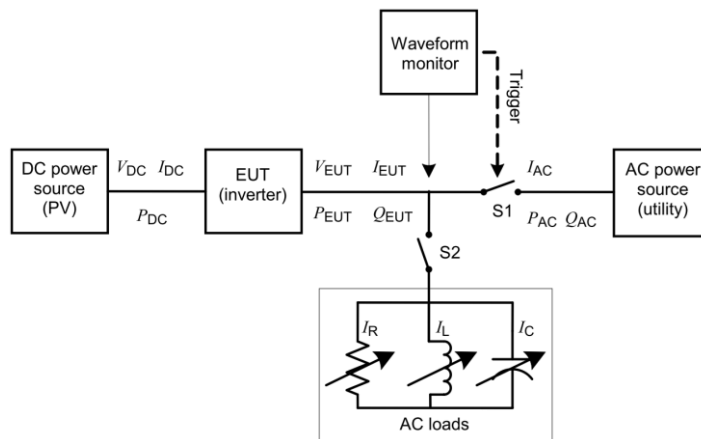 Waveform
monitor
Trigger
DC power
source
(PV)
V_DC I_DC
P_DC
EUT
(inverter)
V_EUT I_EUT
P_EUT Q_EUT
I_AC
S1
P_AC Q_AC
AC power
source
(utility)
S2
I_R I_L I_C
AC loads